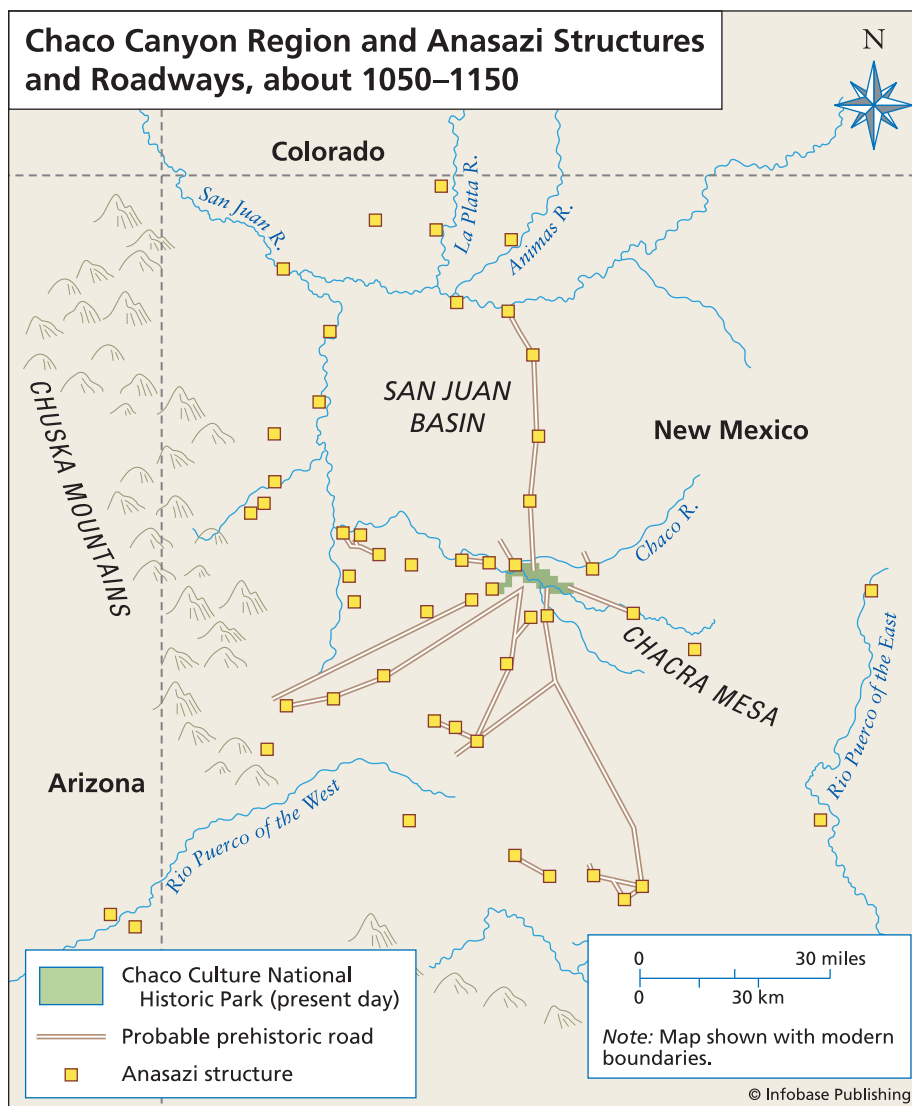 Chaco Canyon Region and Anasazi Structures
and Roadways, about 1050–1150
N
Colorado
San Juan R.
La Plata R.
Animas R.
CHUSKA MOUNTAINS
SAN JUAN
BASIN
New Mexico
Chaco R.
CHACRA MESA
Rio Puerco of the East
Arizona
Rio Puerco of the West
Chaco Culture National
Historic Park (present day)
Probable prehistoric road
Anasazi structure
0 30 miles
0 30 km
Note: Map shown with modern
boundaries.
© Infobase Publishing